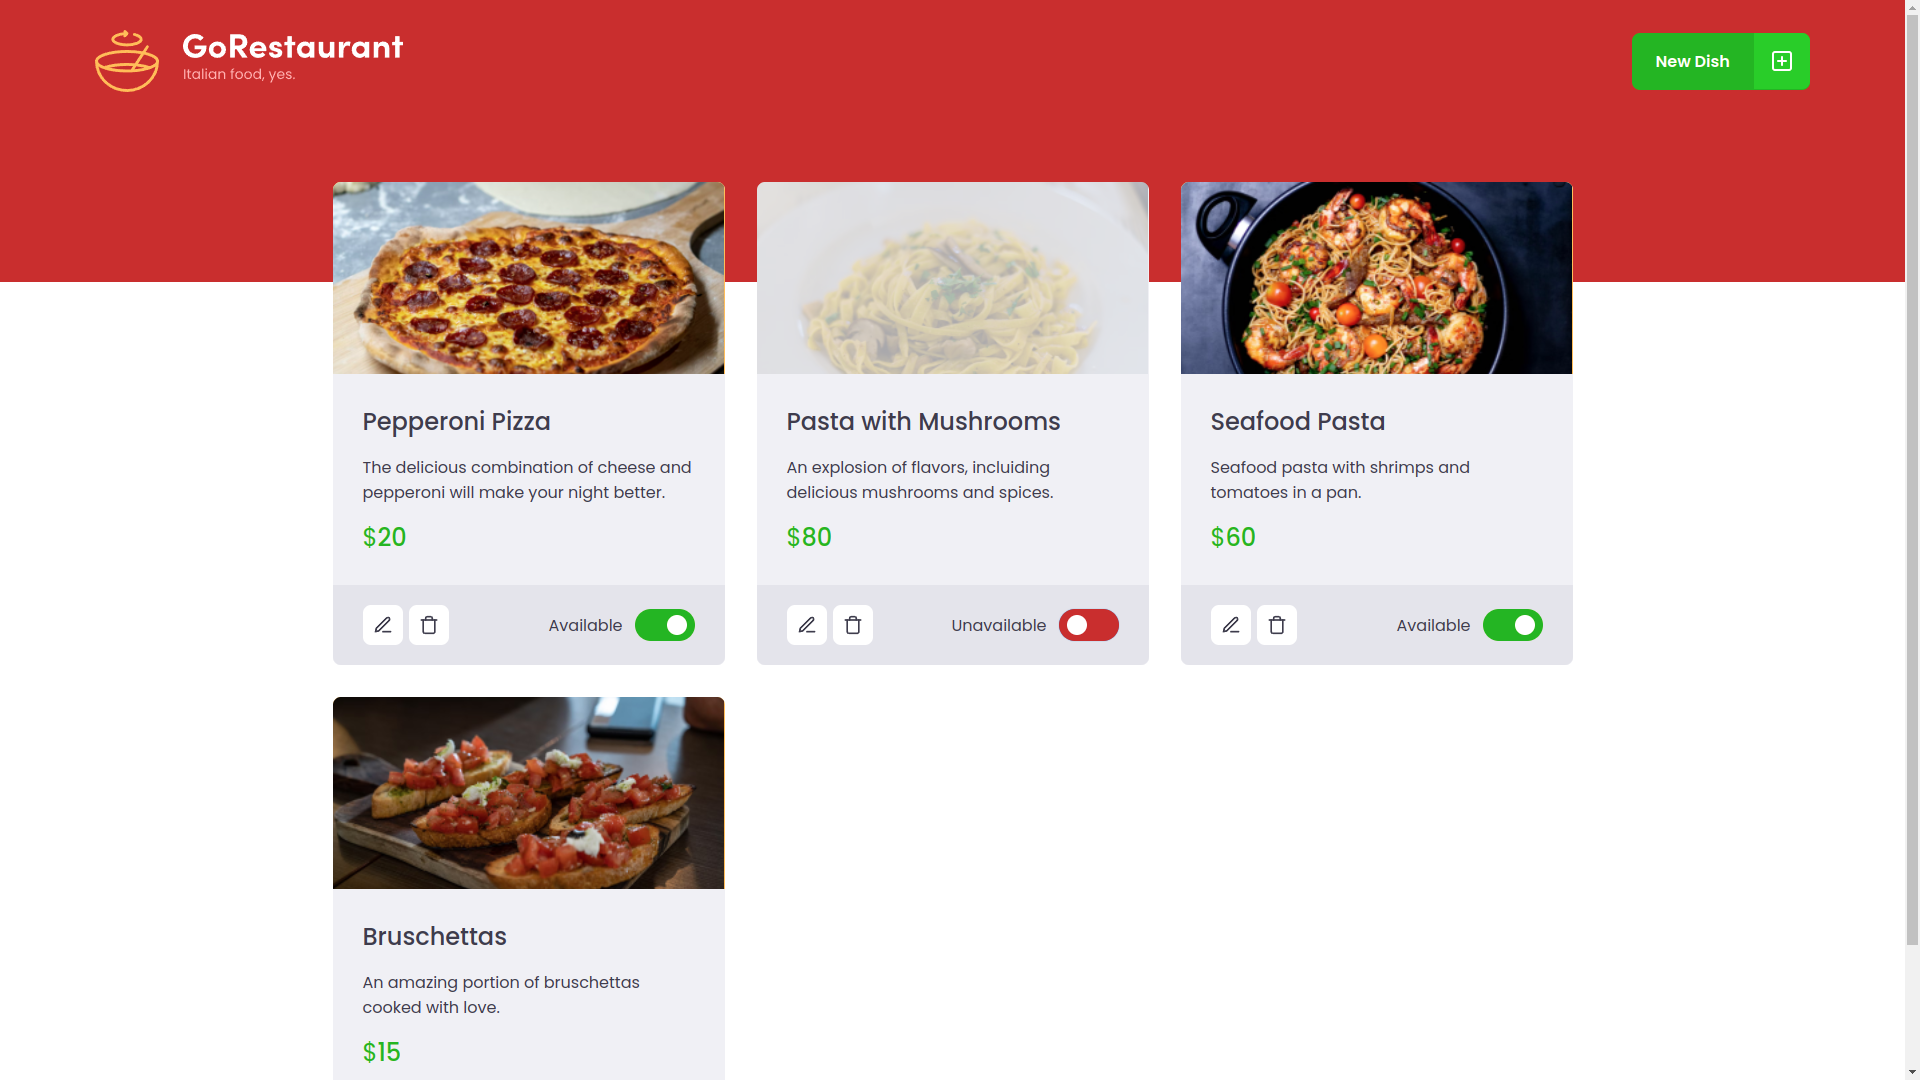 GoRestaurant
Italian food, yes.
New Dish
Pepperoni Pizza
The delicious combination of cheese and
pepperoni will make your night better.
$20
Available
Pasta with Mushrooms
An explosion of flavors, incluiding
delicious mushrooms and spices.
$80
Unavailable
Seafood Pasta
Seafood pasta with shrimps and
tomatoes in a pan.
$60
Available
Bruschettas
An amazing portion of bruschettas
cooked with love.
$15